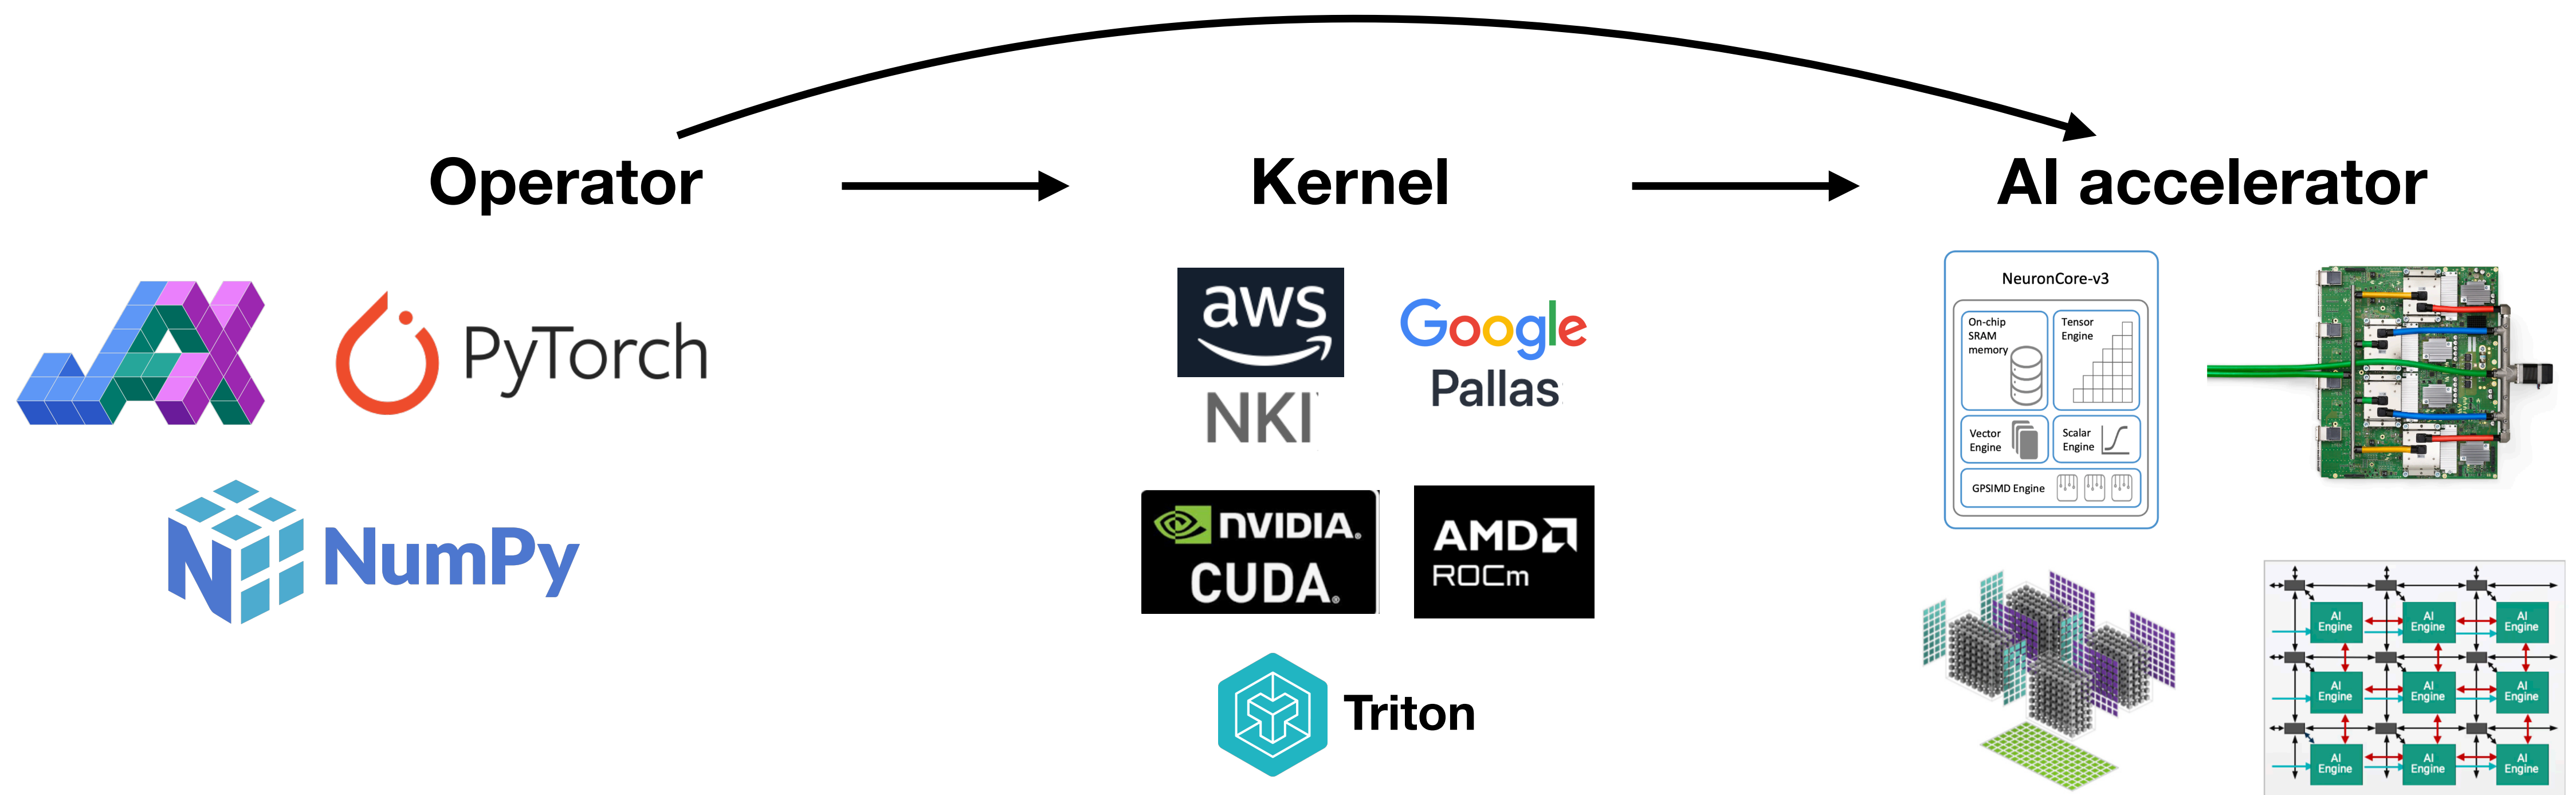 Operator
Kernel
AI accelerator
JAX
PyTorch
NumPy
aws
NKI
Google
Pallas
NVIDIA.
CUDA.
AMD
ROCm
Triton
NeuronCore-v3
On-chip
SRAM
memory
Tensor
Engine
Vector
Engine
Scalar
Engine
GPSIMD Engine
AI
Engine
AI
Engine
AI
Engine
AI
Engine
AI
Engine
AI
Engine
AI
Engine
AI
Engine
AI
Engine